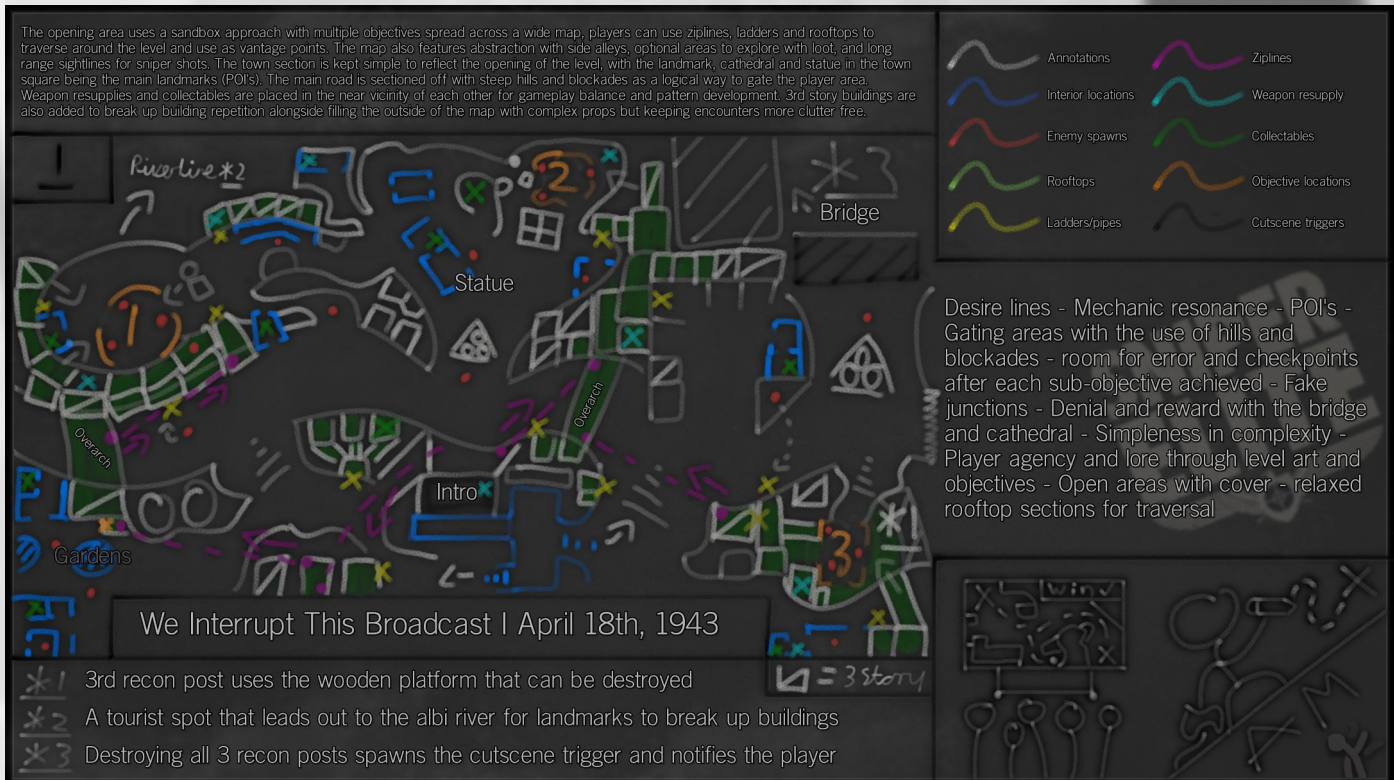 The opening area uses a sandbox approach with multiple objectives spread across a wide map, players can use ziplines, ladders and rooftops to
traverse around the level and use as vantage points. The map also features abstraction with side alleys, optional areas to explore with loot, and long
range sightlines for sniper shots. The town section is kept simple to reflect the opening of the level, with the landmark, cathedral and statue in the town
square being the main landmarks (POI's). The main road is sectioned off with steep hills and blockades as a logical way to gate the player area.
Weapon resupplies and collectables are placed in the near vicinity of each other for gameplay balance and pattern development. 3rd story buildings are
also added to break up building repetition alongside filling the outside of the map with complex props but keeping encounters more clutter free.
Annotations
Ziplines
Interior locations
Weapon resupply
Enemy spawns
Collectables
Rooftops
Objective locations
Ladders/pipes
Cutscene triggers
1
*2
2
*3
Bridge
Statue
1
Overarch
Overarch
Intro
*
3
Gardens
Desire lines - Mechanic resonance - POI's -
Gating areas with the use of hills and
blockades - room for error and checkpoints
after each sub-objective achieved - Fake
junctions - Denial and reward with the bridge
and cathedral - Simpleness in complexity -
Player agency and lore through level art and
objectives - Open areas with cover - relaxed
rooftop sections for traversal
We Interrupt This Broadcast I April 18th, 1943
= 3 Story
*1 3rd recon post uses the wooden platform that can be destroyed
*2 A tourist spot that leads out to the albi river for landmarks to break up buildings
*3 Destroying all 3 recon posts spawns the cutscene trigger and notifies the player